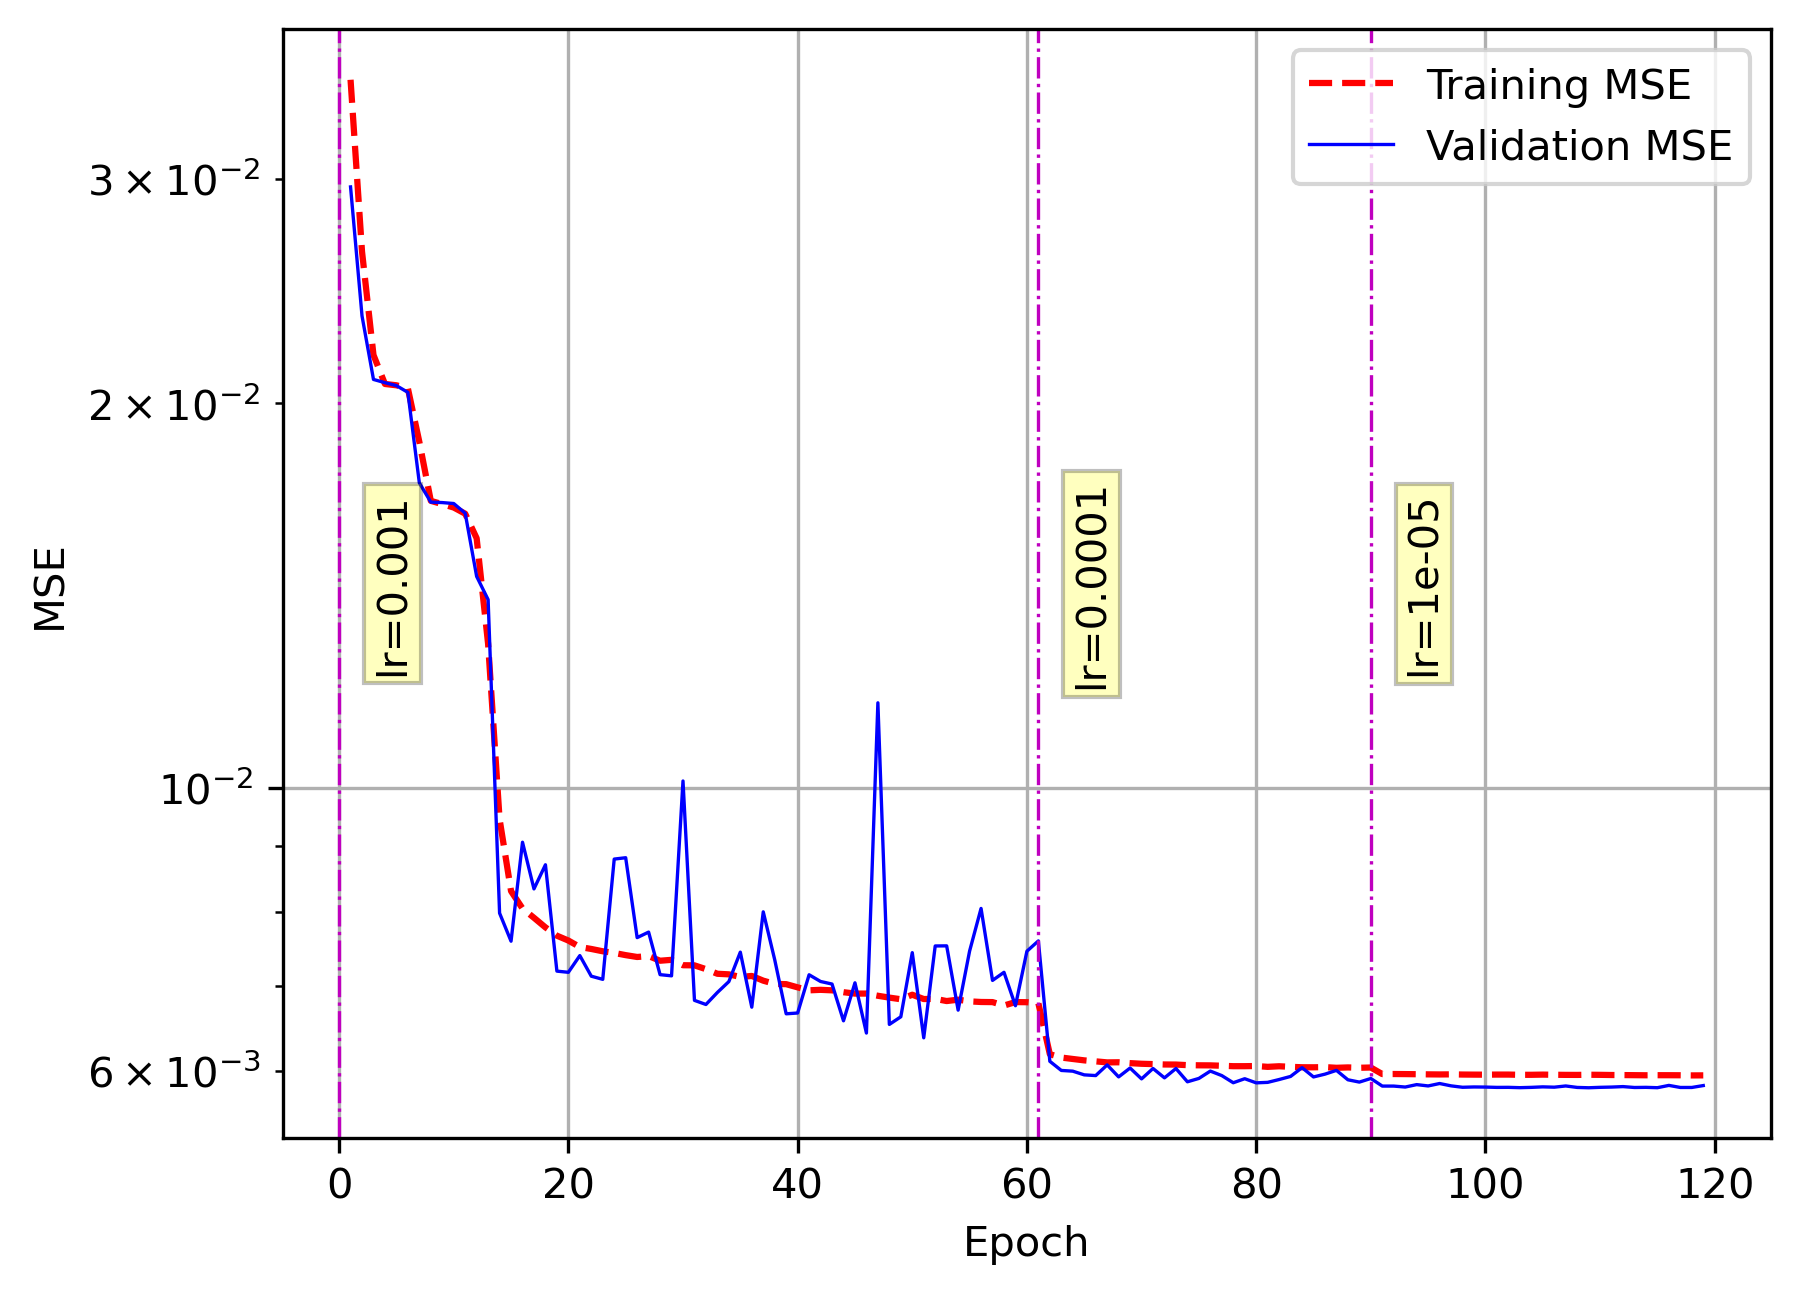 Training MSE
Validation MSE
3×10⁻²
2×10⁻²
10⁻²
6×10⁻³
MSE
lr=0.001
lr=0.0001
lr=1e-05
0 20 40 60 80 100 120
Epoch